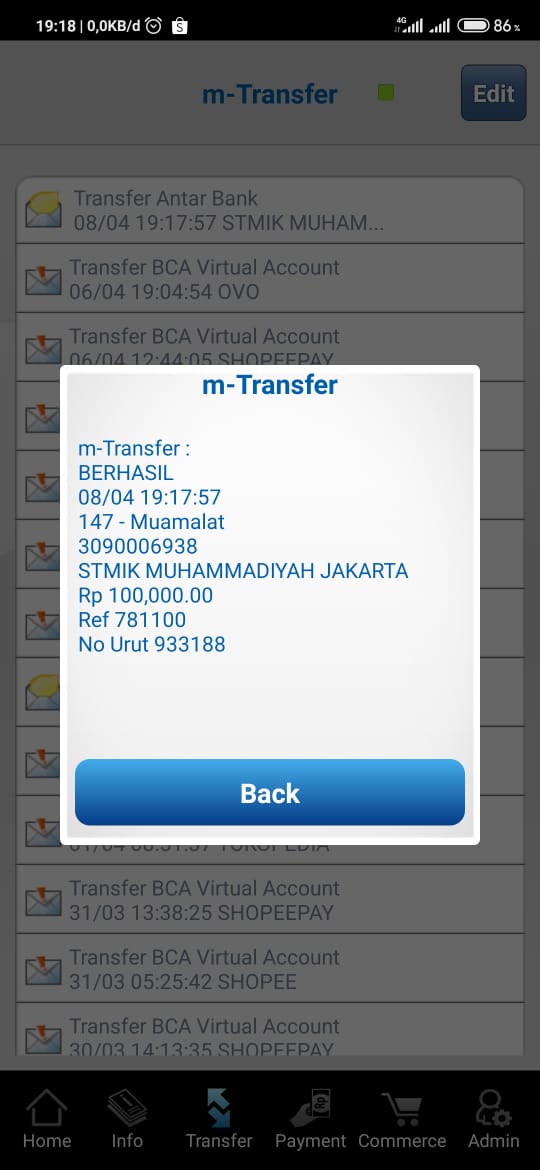 19:18 | 0,0KB/d
4G
86%
m-Transfer
Edit
Transfer Antar Bank
08/04 19:17:57 STMIK MUHAM...
Transfer BCA Virtual Account
06/04 19:04:54 OVO
Transfer BCA Virtual Account
06/04 12:44:05 SHOPEEPAY
m-Transfer
m-Transfer :
BERHASIL
08/04 19:17:57
147 - Muamalat
3090006938
STMIK MUHAMMADIYAH JAKARTA
Rp 100,000.00
Ref 781100
No Urut 933188
Back
TOKOPEDIA
Transfer BCA Virtual Account
31/03 13:38:25 SHOPEEPAY
Transfer BCA Virtual Account
31/03 05:25:42 SHOPEE
Transfer BCA Virtual Account
30/03 14:13:35 SHOPEEPAY
Home
Info
Transfer
Payment
Commerce
Admin